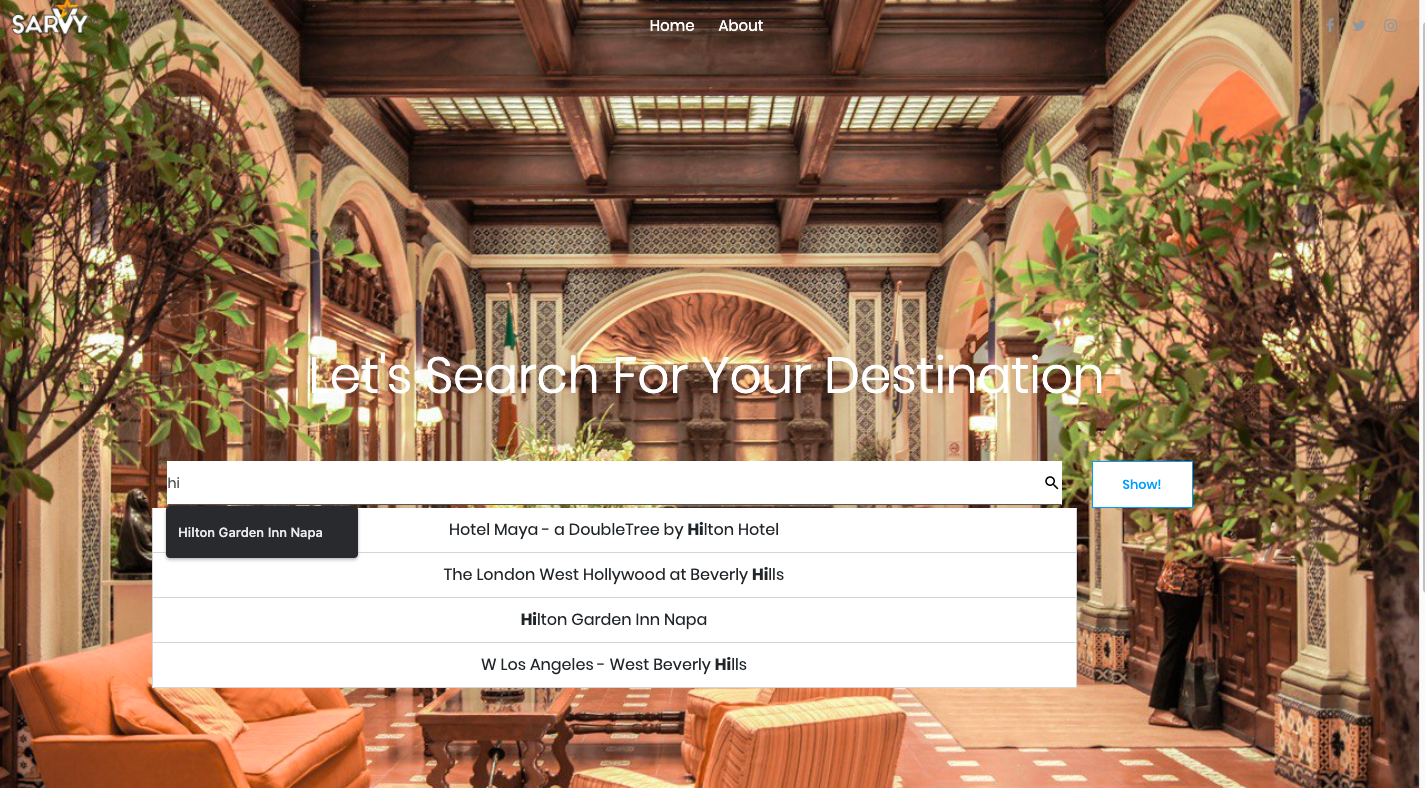 SARVY
Home About
Let's Search For Your Destination
hi
Show!
Hilton Garden Inn Napa
Hotel Maya - a DoubleTree by Hilton Hotel
The London West Hollywood at Beverly Hills
Hilton Garden Inn Napa
W Los Angeles - West Beverly Hills